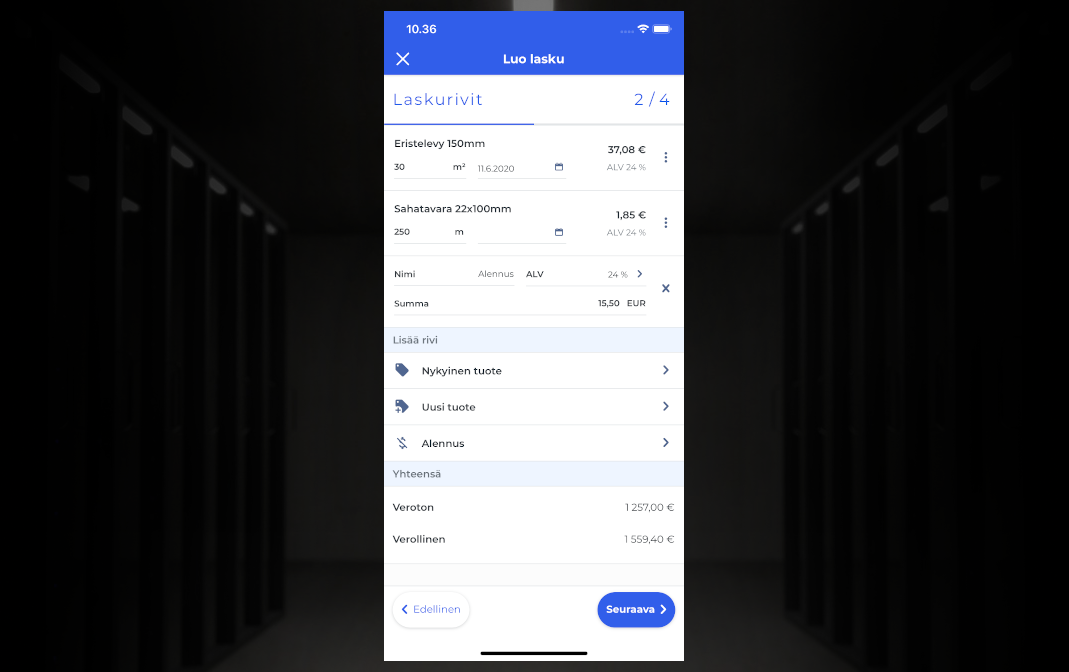 10.36
Luo lasku
Laskurivit 2 / 4
Eristelevy 150mm
37,08 €
30 m² 11.6.2020 ALV 24 %
Sahatavara 22x100mm
1,85 €
250 m ALV 24 %
Nimi Alennus ALV 24 %
Summa 15,50 EUR
Lisää rivi
Nykyinen tuote
Uusi tuote
Alennus
Yhteensä
Veroton 1 257,00 €
Verollinen 1 559,40 €
Edellinen Seuraava